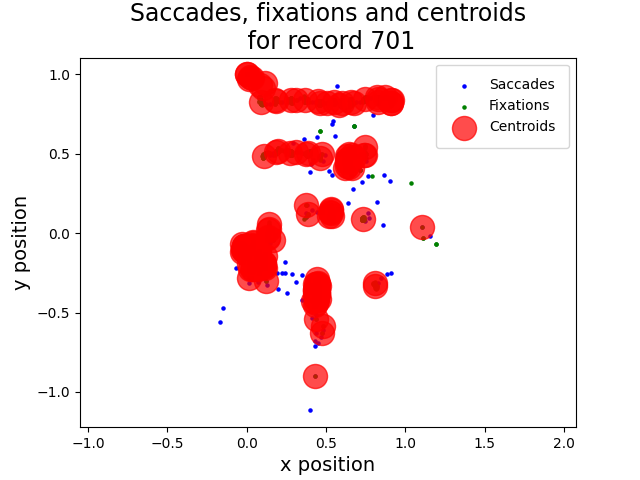 Saccades, fixations and centroids
for record 701
Saccades
Fixations
Centroids
1.0
0.5
0.0
−0.5
−1.0
y position
−1.0 −0.5 0.0 0.5 1.0 1.5 2.0
x position